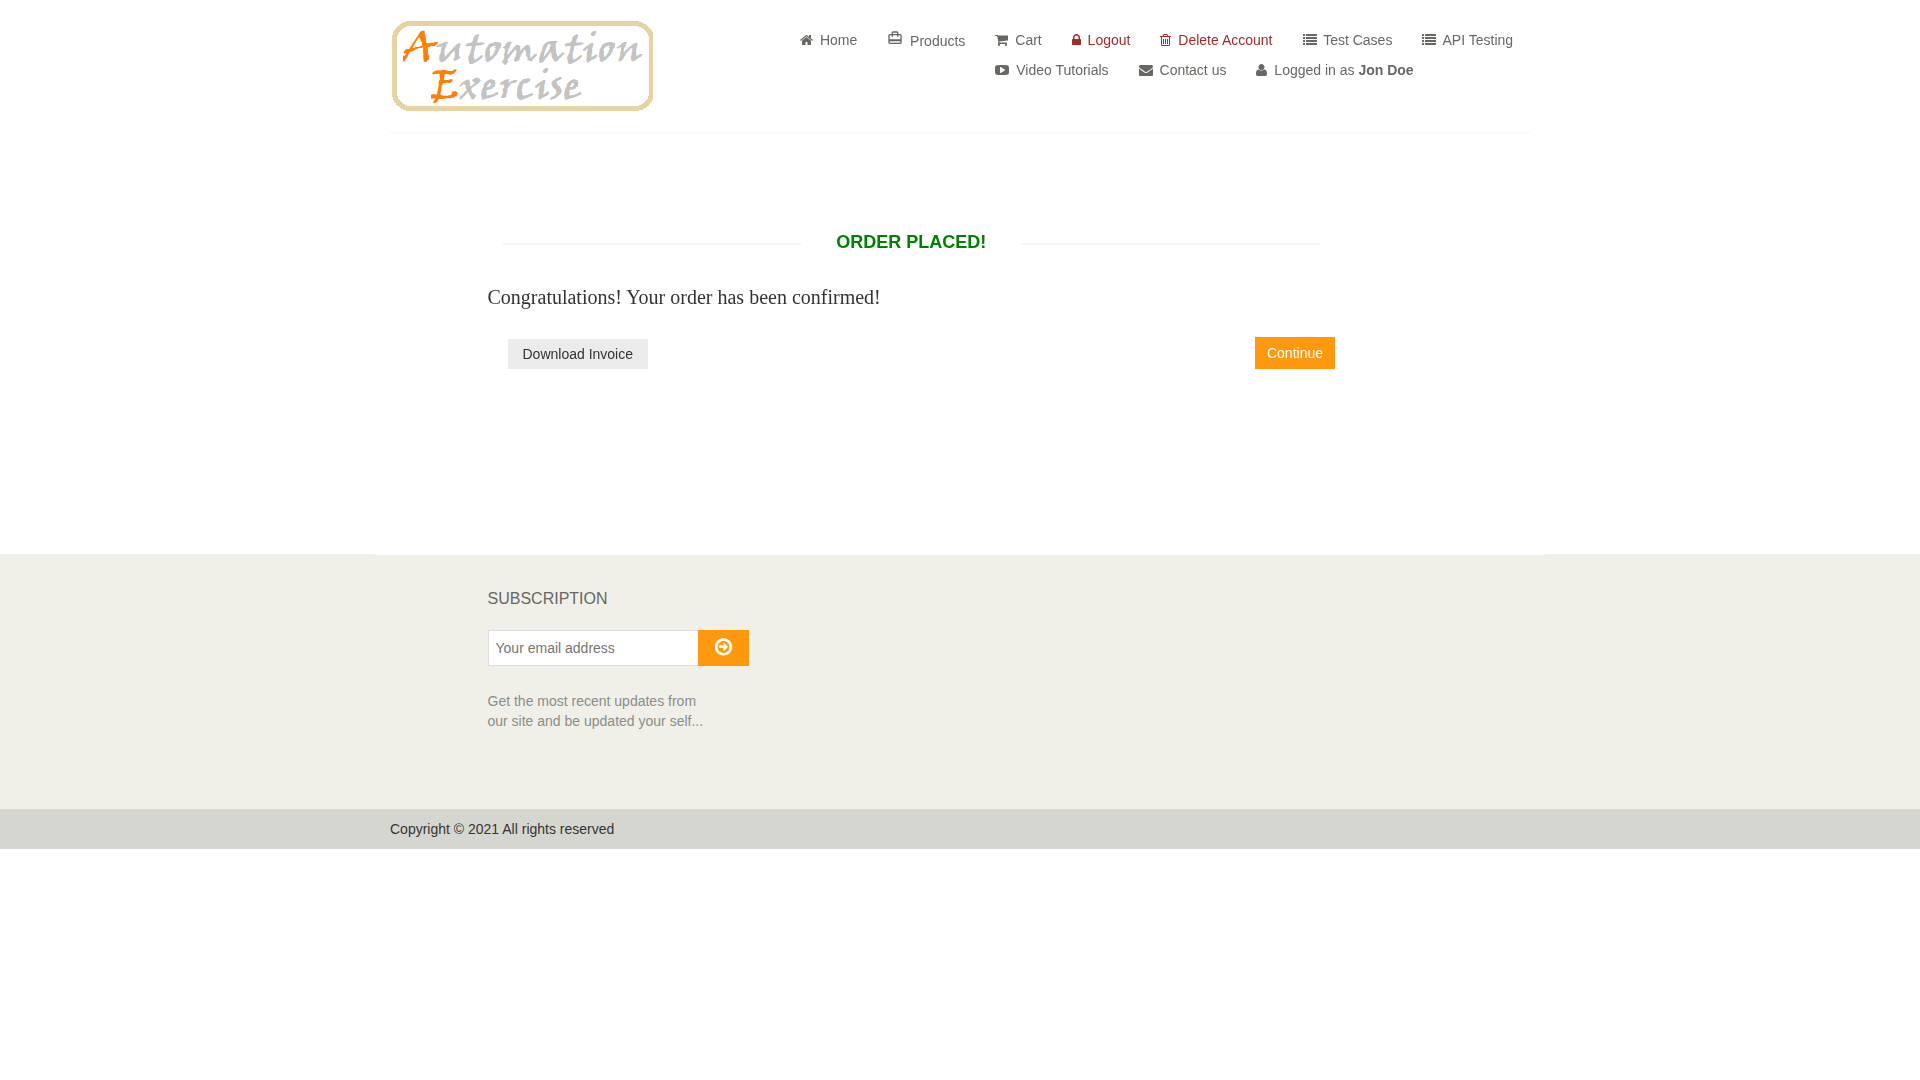 Automation
Exercise
Home Products Cart Logout Delete Account Test Cases API Testing
Video Tutorials Contact us Logged in as Jon Doe
ORDER PLACED!
Congratulations! Your order has been confirmed!
Download Invoice Continue
SUBSCRIPTION
Your email address
Get the most recent updates from
our site and be updated your self...
Copyright © 2021 All rights reserved